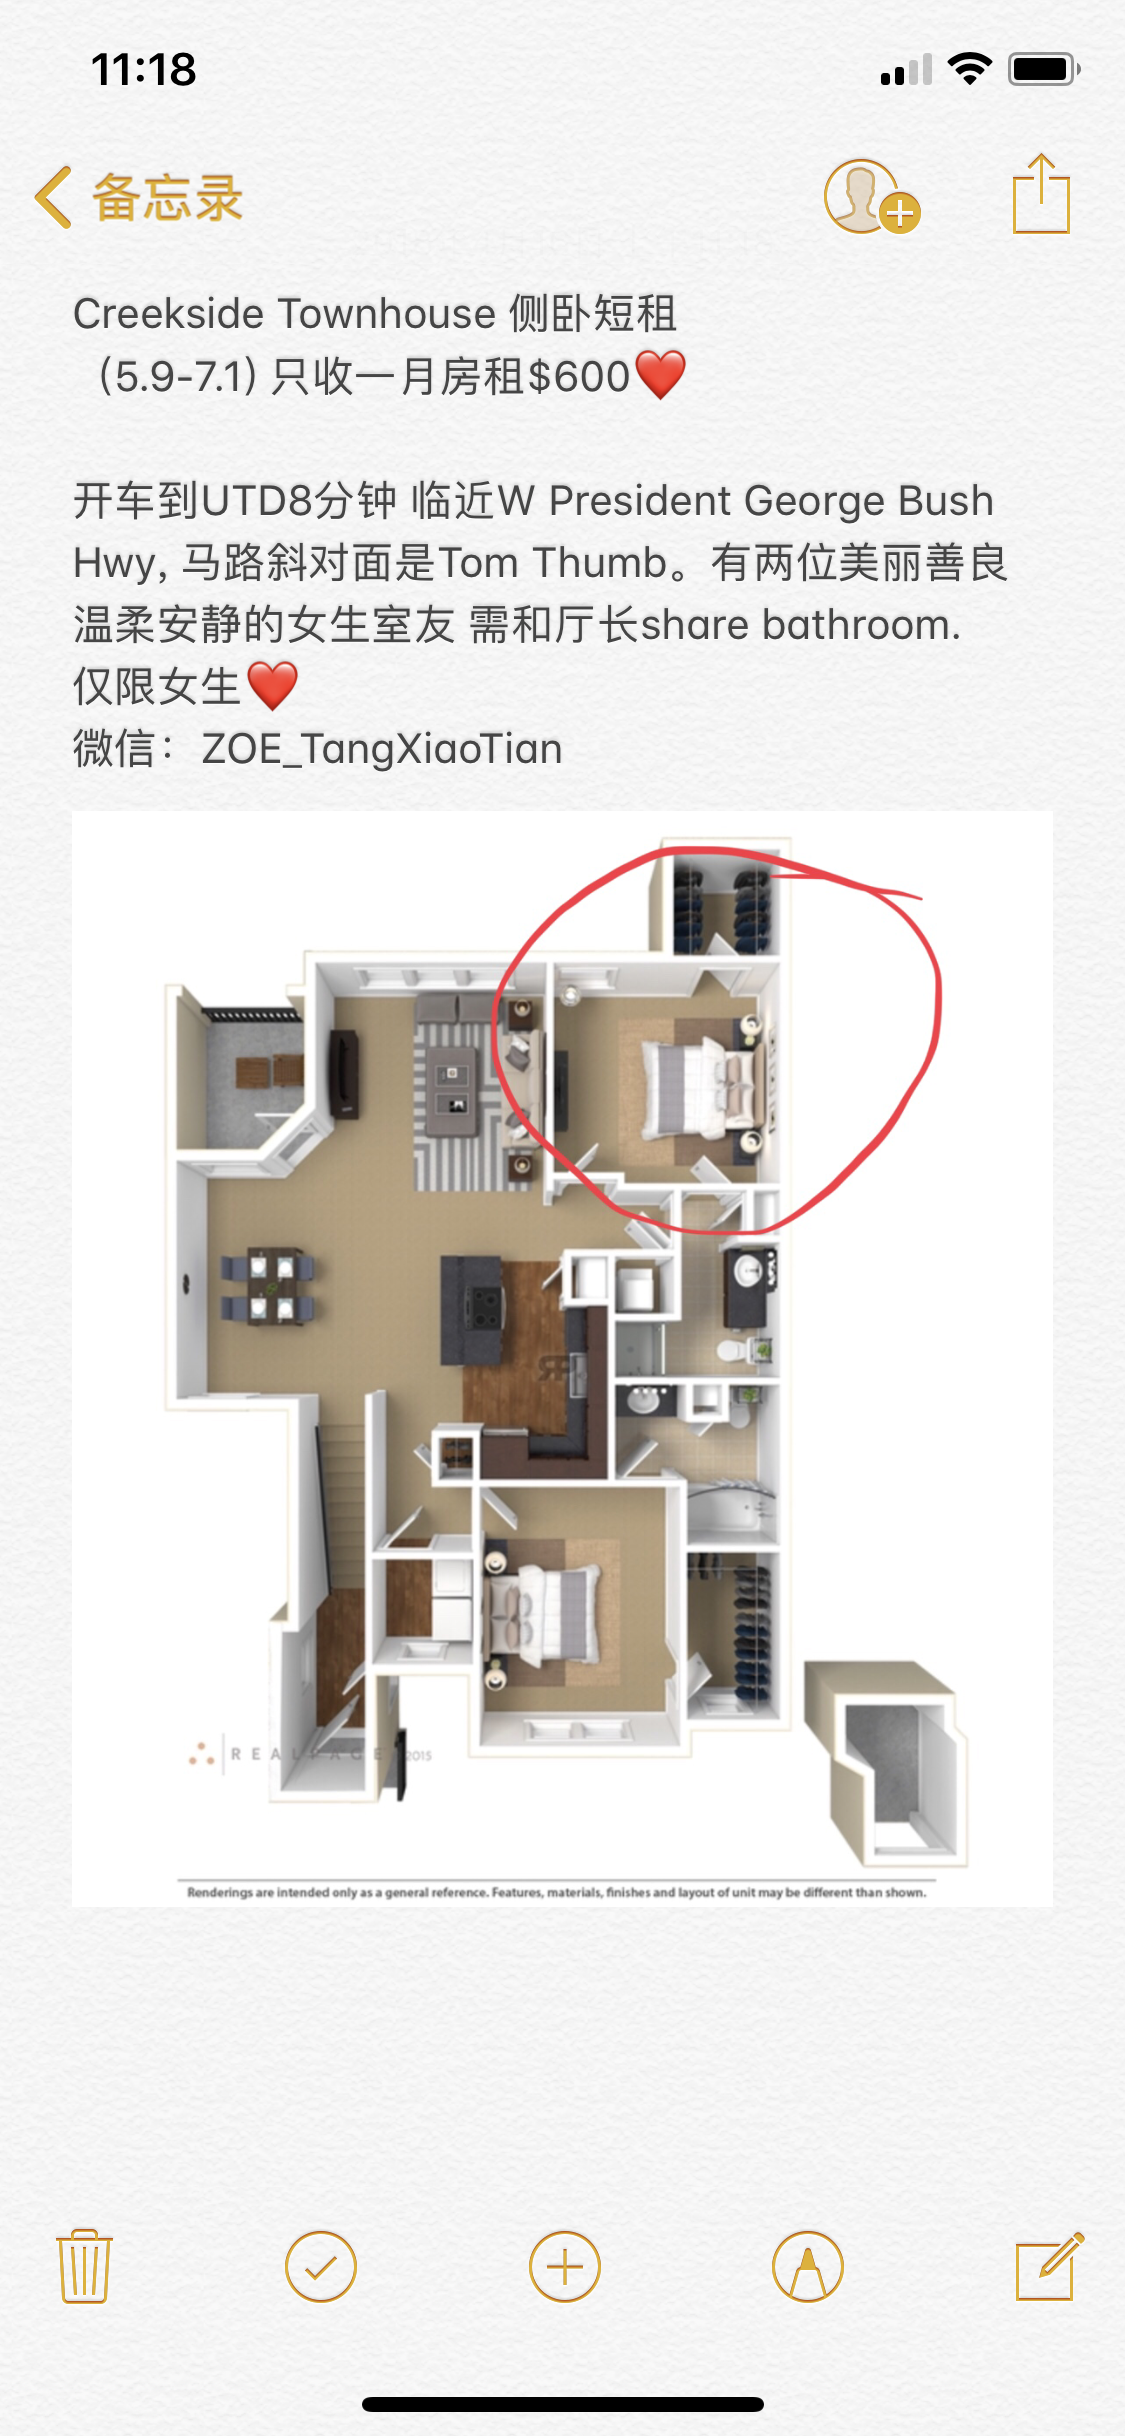 11:18
备忘录
Creekside Townhouse 侧卧短租
（5.9-7.1）只收一月房租$600❤️
开车到UTD8分钟 临近W President George Bush
Hwy, 马路斜对面是Tom Thumb。有两位美丽善良
温柔安静的女生室友 需和厅长share bathroom.
仅限女生❤️
微信：ZOE_TangXiaoTian
REALPAGE 2015
Renderings are intended only as a general reference. Features, materials, finishes and layout of unit may be different than shown.